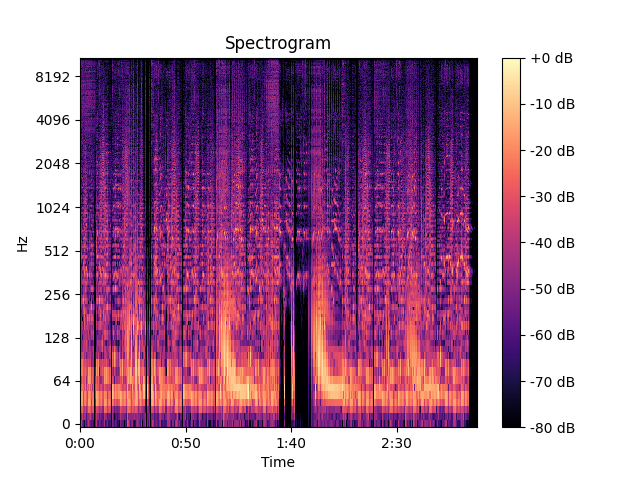 Spectrogram
8192
4096
2048
1024
512
256
128
64
0
Hz
0:00
0:50
1:40
2:30
Time
+0 dB
-10 dB
-20 dB
-30 dB
-40 dB
-50 dB
-60 dB
-70 dB
-80 dB